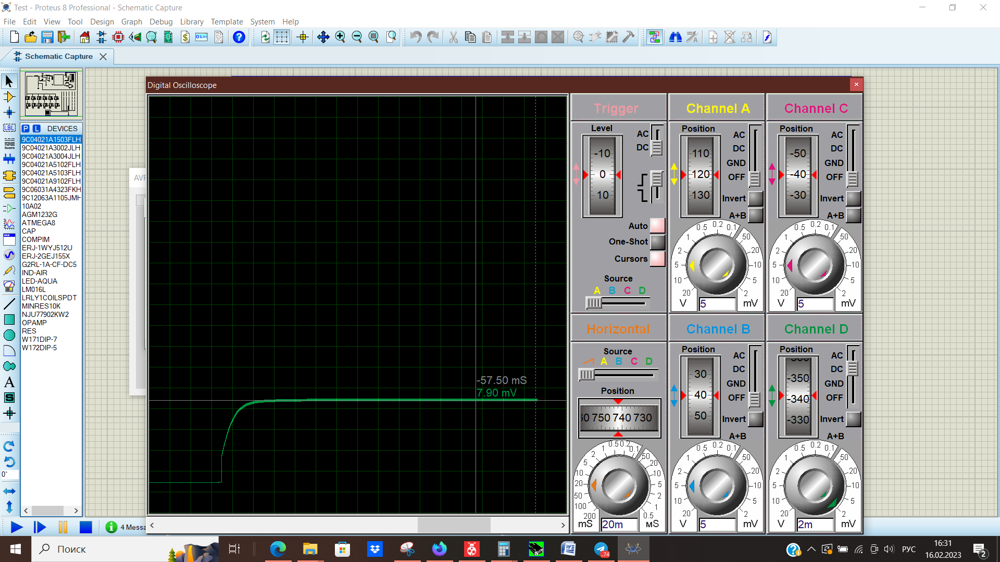 Test - Proteus 8 Professional - Schematic Capture
File Edit View Tool Design Graph Debug Library Template System Help
Schematic Capture
P L DEVICES
9C04021A1503FLH
9C04021A3002JLH
9C04021A3004JLH
9C04021A5102FLH
9C04021A5103FLH
9C04021A9102FLH
9C06031A4323FKH
9C12063A1105JMH
10A02
AGM1232G
ATMEGA8
CAP
COMPIM
ERJ-1WYJ512U
ERJ-2GEJ155X
G2RL-1A-CF-DC5
IND-AIR
LED-AQUA
LM016L
LRLY1COILSPDT
MINRES10K
NJU77902KW2
OPAMP
RES
W171DIP-7
W172DIP-5
LBL
A
S
0°
AVR
4 Messa
Digital Oscilloscope
-57.50 mS
7.90 mV
Trigger
Level
-10
0
10
AC
DC
Auto
One-Shot
Cursors
Source
A B C D
Channel A
Position
110
120
130
AC
DC
GND
OFF
Invert
A+B
20 10 5 2 1 0.5 0.2 0.1 50 20 10 5 2
V 5 mV
Channel C
Position
-50
-40
-30
AC
DC
GND
OFF
Invert
A+B
20 10 5 2 1 0.5 0.2 0.1 50 20 10 5 2
V 5 mV
Horizontal
Source
A B C D
Position
60 750 740 730
200 100 50 20 10 5 2 1 0.5 0.2 0.1 50 20 10 5 2 1 0.5
mS 20m мS
Channel B
Position
30
40
50
AC
DC
GND
OFF
Invert
A+B
20 10 5 2 1 0.5 0.2 0.1 50 20 10 5 2
V 5 mV
Channel D
Position
-350
-340
-330
AC
DC
GND
OFF
Invert
A+B
20 10 5 2 1 0.5 0.2 0.1 50 20 10 5 2
V 2m mV
Поиск
74
РУС
16:31
16.02.2023
2